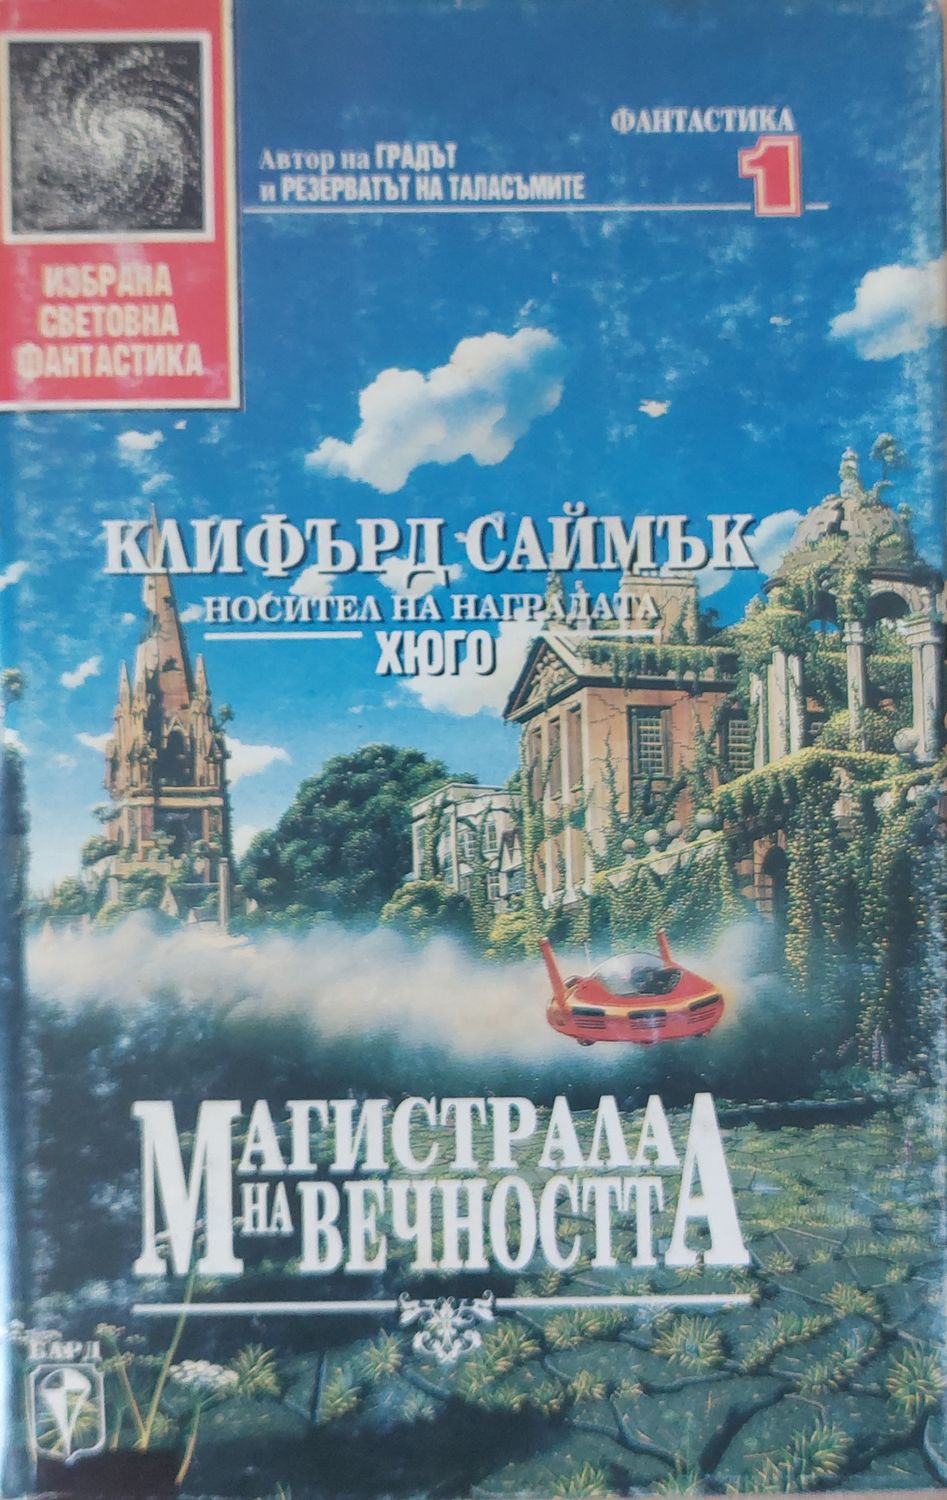 ФАНТАСТИКА
1
Автор на ГРАДЪТ
и РЕЗЕРВАТЪТ НА ТАЛАСЪМИТЕ
ИЗБРАНА
СВЕТОВНА
ФАНТАСТИКА
КЛИФЪРД САЙМЪК
НОСИТЕЛ НА НАГРАДАТА
ХЮГО
МАГИСТРАЛА
НА ВЕЧНОСТТА
БАРД